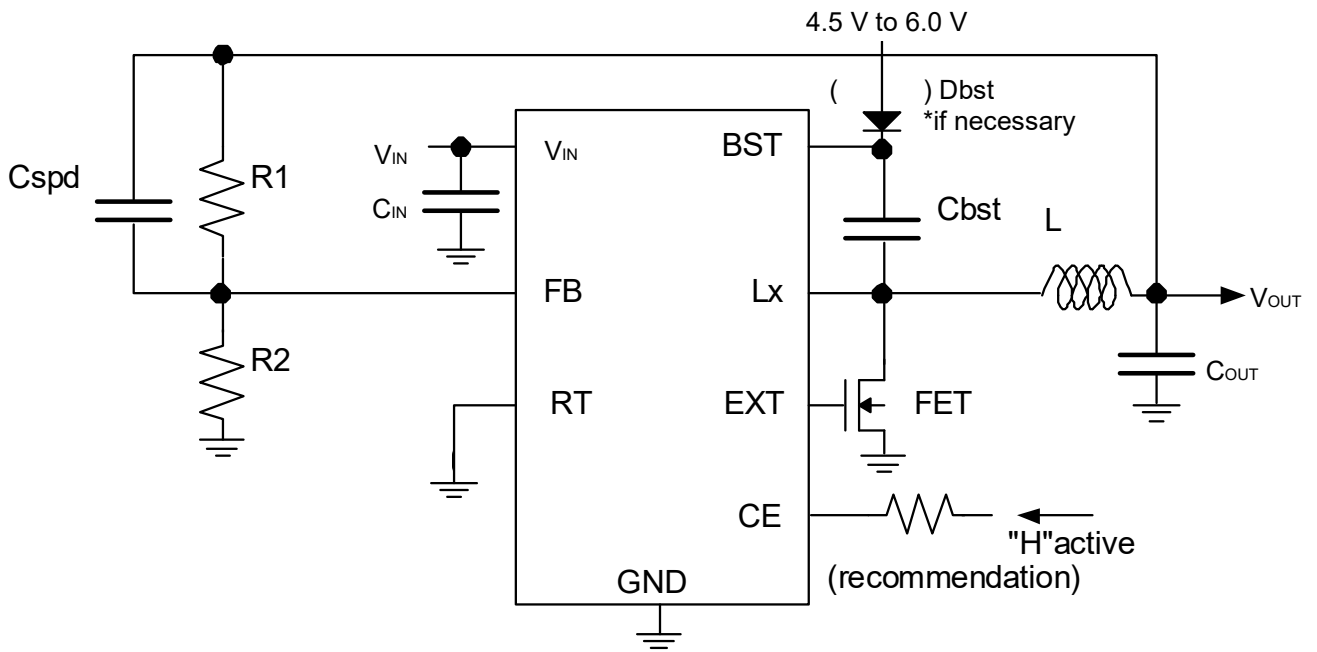 4.5 V to 6.0 V
( ) Dbst
*if necessary
VIN
VIN
BST
Cspd
R1
CIN
Cbst
L
FB
Lx
VOUT
R2
COUT
RT
EXT
FET
CE
"H"active
(recommendation)
GND